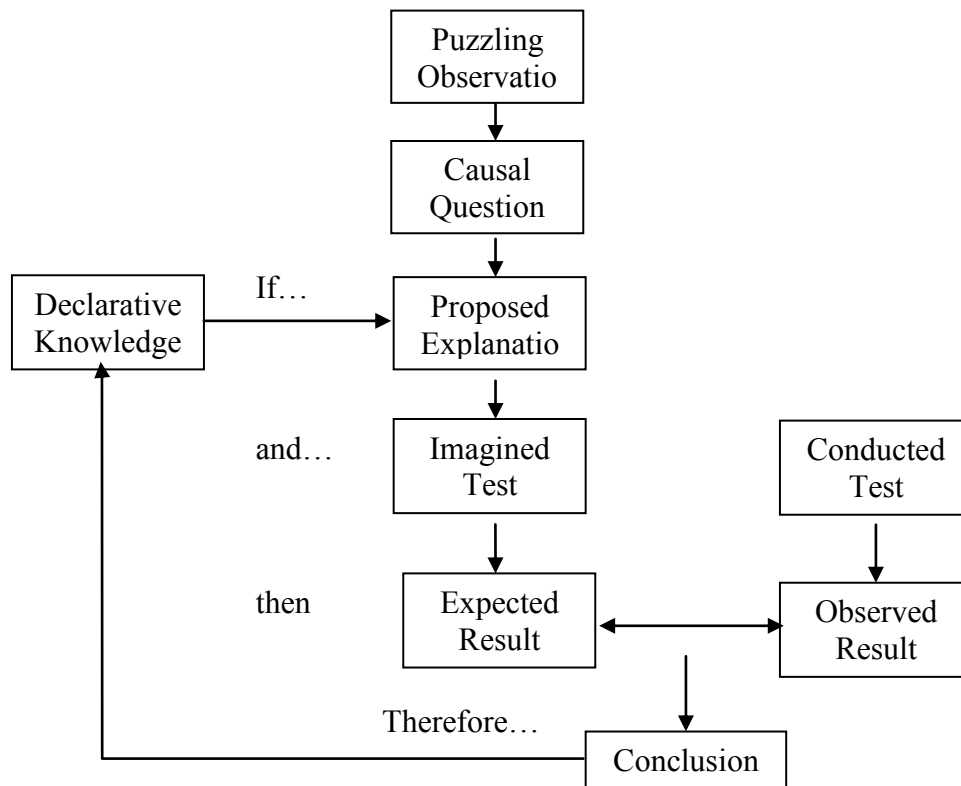 Puzzling
Observatio
Causal
Question
If…
Declarative
Knowledge
Proposed
Explanatio
and…
Imagined
Test
Conducted
Test
then
Expected
Result
Observed
Result
Therefore…
Conclusion